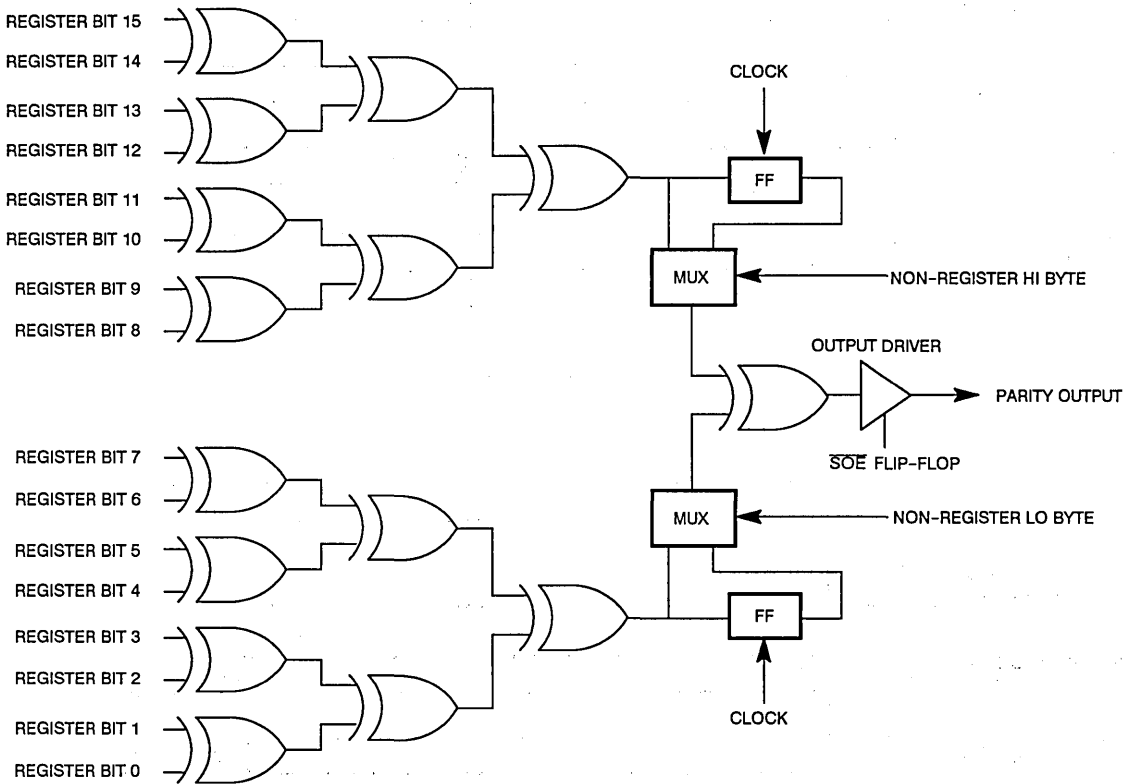 REGISTER BIT 15
REGISTER BIT 14
REGISTER BIT 13
REGISTER BIT 12
REGISTER BIT 11
REGISTER BIT 10
REGISTER BIT 9
REGISTER BIT 8
CLOCK
FF
MUX
NON-REGISTER HI BYTE
OUTPUT DRIVER
PARITY OUTPUT
SOE FLIP-FLOP
REGISTER BIT 7
REGISTER BIT 6
REGISTER BIT 5
REGISTER BIT 4
REGISTER BIT 3
REGISTER BIT 2
REGISTER BIT 1
REGISTER BIT 0
MUX
NON-REGISTER LO BYTE
FF
CLOCK